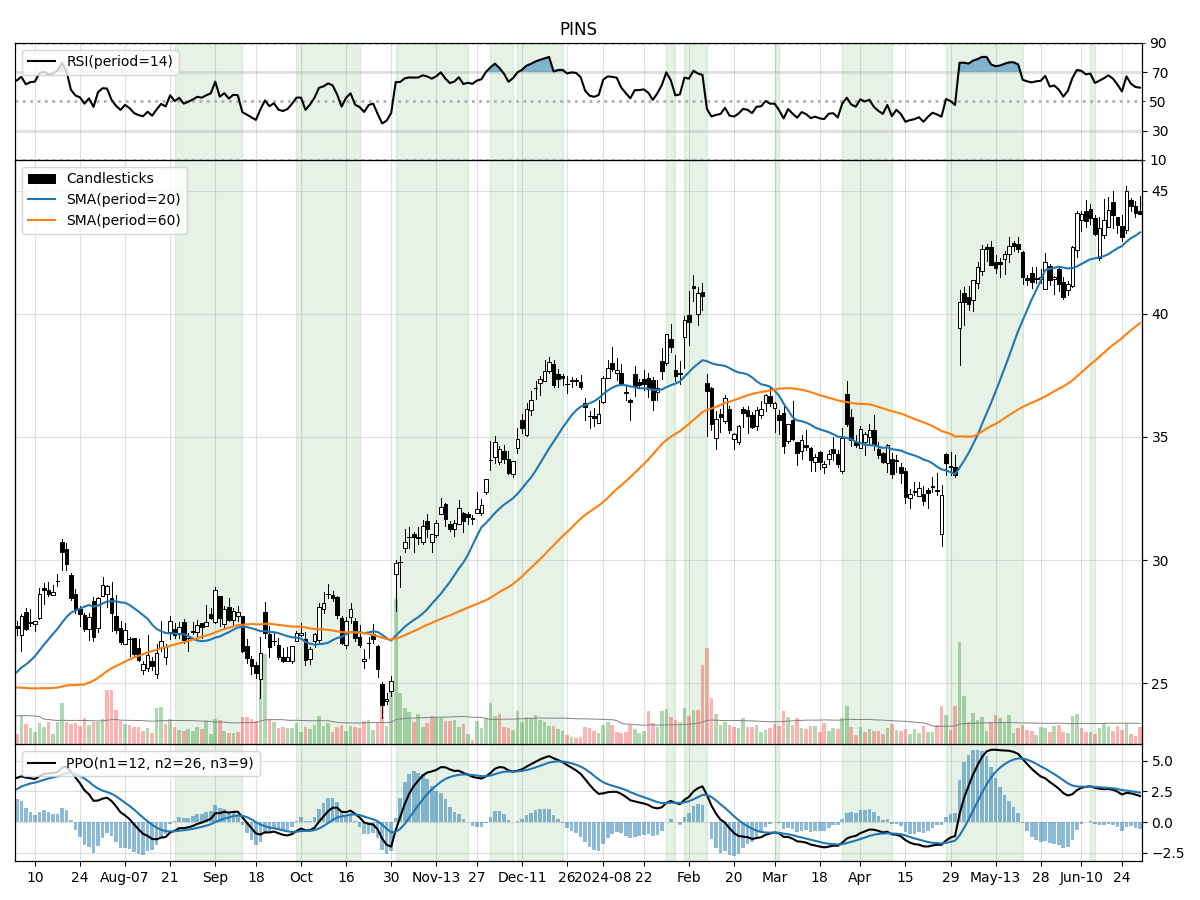 PINS
RSI(period=14)
90
70
50
30
10
Candlesticks
SMA(period=20)
SMA(period=60)
45
40
35
30
25
PPO(n1=12, n2=26, n3=9)
5.0
2.5
0.0
−2.5
10 24 Aug-07 21 Sep 18 Oct 16 30 Nov-13 27 Dec-11 26 2024-08 22 Feb 20 Mar 18 Apr 15 29 May-13 28 Jun-10 24